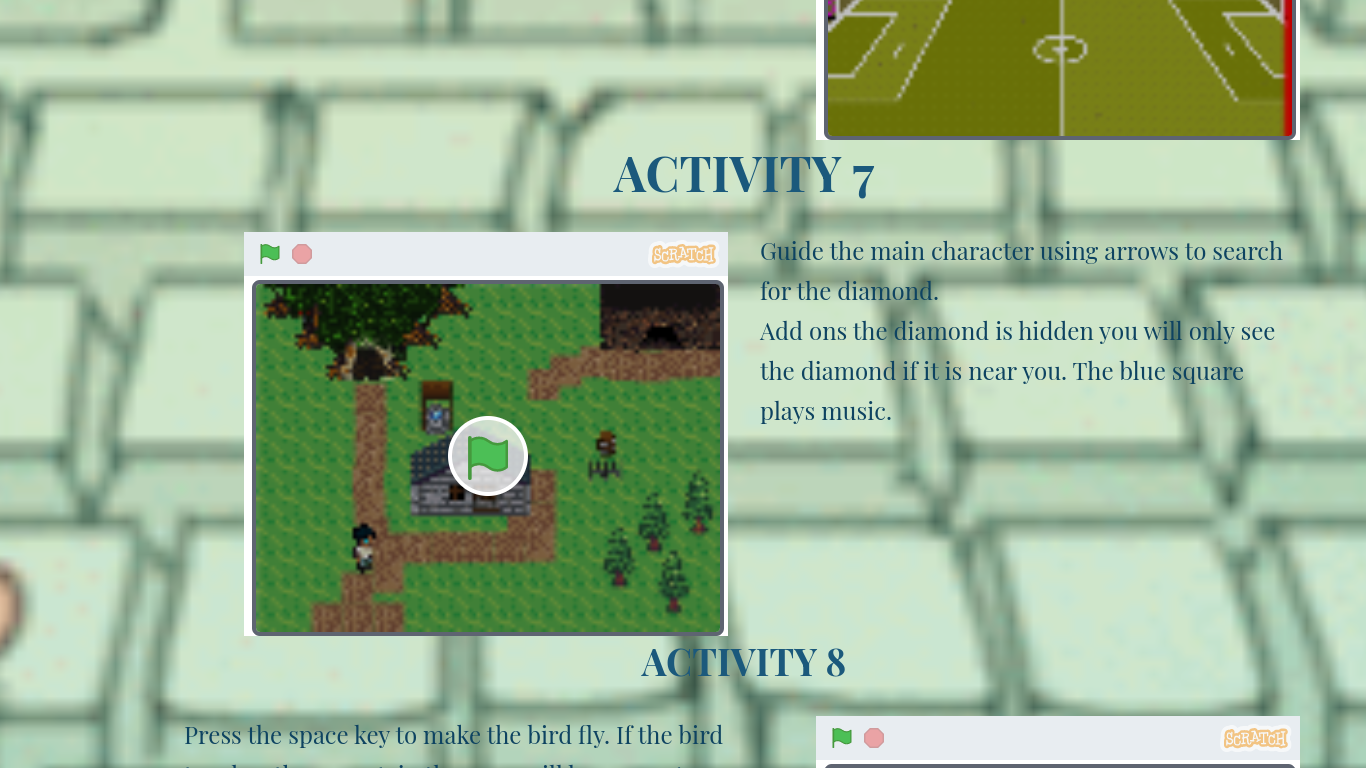 ACTIVITY 7
SCRATCH
Guide the main character using arrows to search
for the diamond.
Add ons the diamond is hidden you will only see
the diamond if it is near you. The blue square
plays music.
ACTIVITY 8
Press the space key to make the bird fly. If the bird
SCRATCH